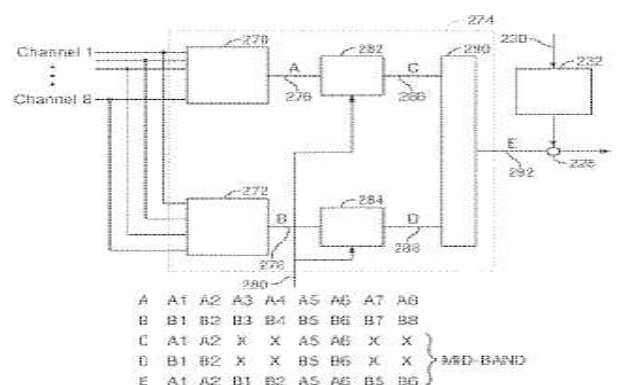 274
Channel 1
270
A
276
282
C
286
290
230
232
Channel 8
E
292
228
272
B
278
284
D
288
280
A A1 A2 A3 A4 A5 A6 A7 A8
B B1 B2 B3 B4 B5 B6 B7 B8
C A1 A2 X X A5 A6 X X
D B1 B2 X X B5 B6 X X
MID-BAND
E A1 A2 B1 B2 A5 A6 B5 B6